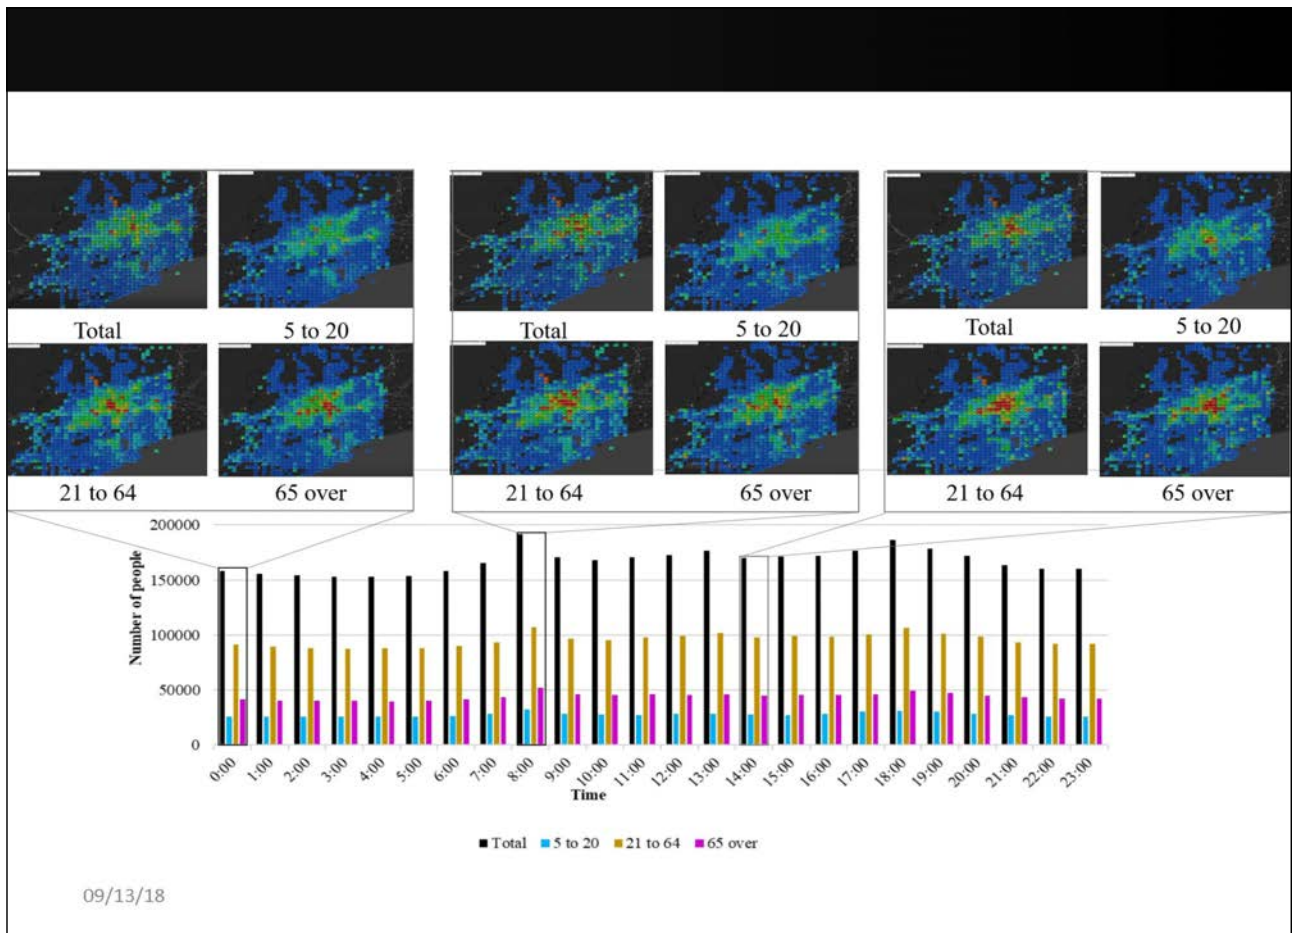 Total 5 to 20 Total 5 to 20 Total 5 to 20
21 to 64 65 over 21 to 64 65 over 21 to 64 65 over
Number of people
200000
150000
100000
50000
0
0:00 1:00 2:00 3:00 4:00 5:00 6:00 7:00 8:00 9:00 10:00 11:00 12:00 13:00 14:00 15:00 16:00 17:00 18:00 19:00 20:00 21:00 22:00 23:00
Time
Total 5 to 20 21 to 64 65 over
09/13/18